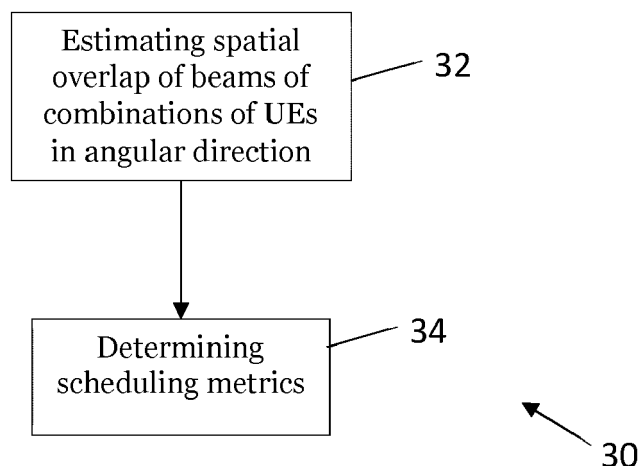 Estimating spatial
overlap of beams of
combinations of UEs
in angular direction
32
Determining
scheduling metrics
34
30